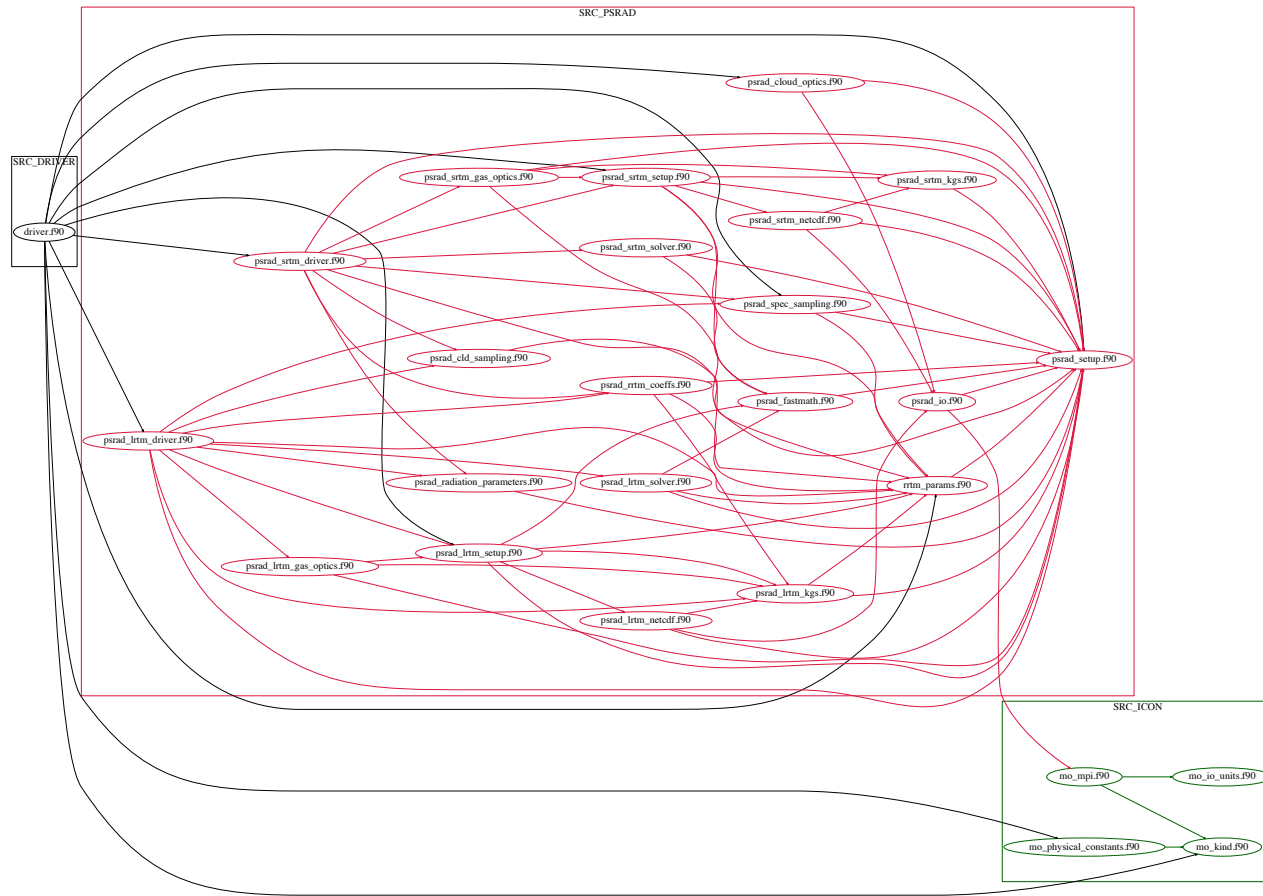 SRC_PSRAD
psrad_cloud_optics.f90
SRC_DRIVER
psrad_srtm_gas_optics.f90
psrad_srtm_setup.f90
psrad_srtm_kgs.f90
psrad_srtm_netcdf.f90
driver.f90
psrad_srtm_solver.f90
psrad_srtm_driver.f90
psrad_spec_sampling.f90
psrad_cld_sampling.f90
psrad_setup.f90
psrad_rrtm_coeffs.f90
psrad_fastmath.f90
psrad_io.f90
psrad_lrtm_driver.f90
psrad_radiation_parameters.f90
psrad_lrtm_solver.f90
rrtm_params.f90
psrad_lrtm_setup.f90
psrad_lrtm_gas_optics.f90
psrad_lrtm_kgs.f90
psrad_lrtm_netcdf.f90
SRC_ICON
mo_mpi.f90
mo_io_units.f90
mo_physical_constants.f90
mo_kind.f90